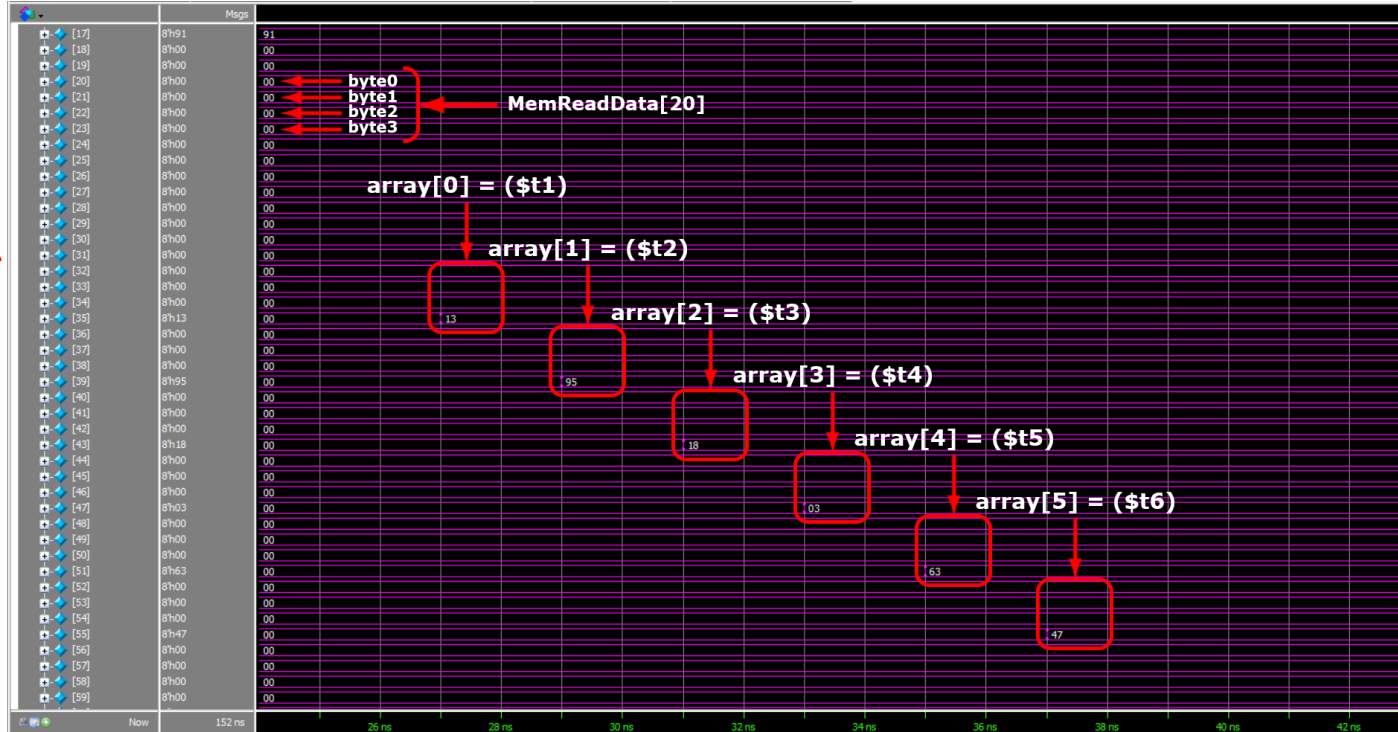 Msgs
[17] 8'h91 91
[18] 8'h00 00
[19] 8'h00 00
[20] 8'h00 00 byte0
[21] 8'h00 00 byte1
MemReadData[20]
[22] 8'h00 00 byte2
[23] 8'h00 00 byte3
[24] 8'h00 00
[25] 8'h00 00
[26] 8'h00 00
[27] 8'h00 00
array[0] = ($t1)
[28] 8'h00 00
[29] 8'h00 00
[30] 8'h00 00
[31] 8'h00 00
array[1] = ($t2)
[32] 8'h00 00
[33] 8'h00 00
[34] 8'h00 00
[35] 8'h13 00 13
array[2] = ($t3)
[36] 8'h00 00
[37] 8'h00 00
[38] 8'h00 00
[39] 8'h95 00 95
array[3] = ($t4)
[40] 8'h00 00
[41] 8'h00 00
[42] 8'h00 00
[43] 8'h18 00 18
array[4] = ($t5)
[44] 8'h00 00
[45] 8'h00 00
[46] 8'h00 00
[47] 8'h03 00 03
array[5] = ($t6)
[48] 8'h00 00
[49] 8'h00 00
[50] 8'h00 00
[51] 8'h63 00 63
[52] 8'h00 00
[53] 8'h00 00
[54] 8'h00 00
[55] 8'h47 00 47
[56] 8'h00 00
[57] 8'h00 00
[58] 8'h00 00
[59] 8'h00 00
Now 152 ns 26 ns 28 ns 30 ns 32 ns 34 ns 36 ns 38 ns 40 ns 42 ns